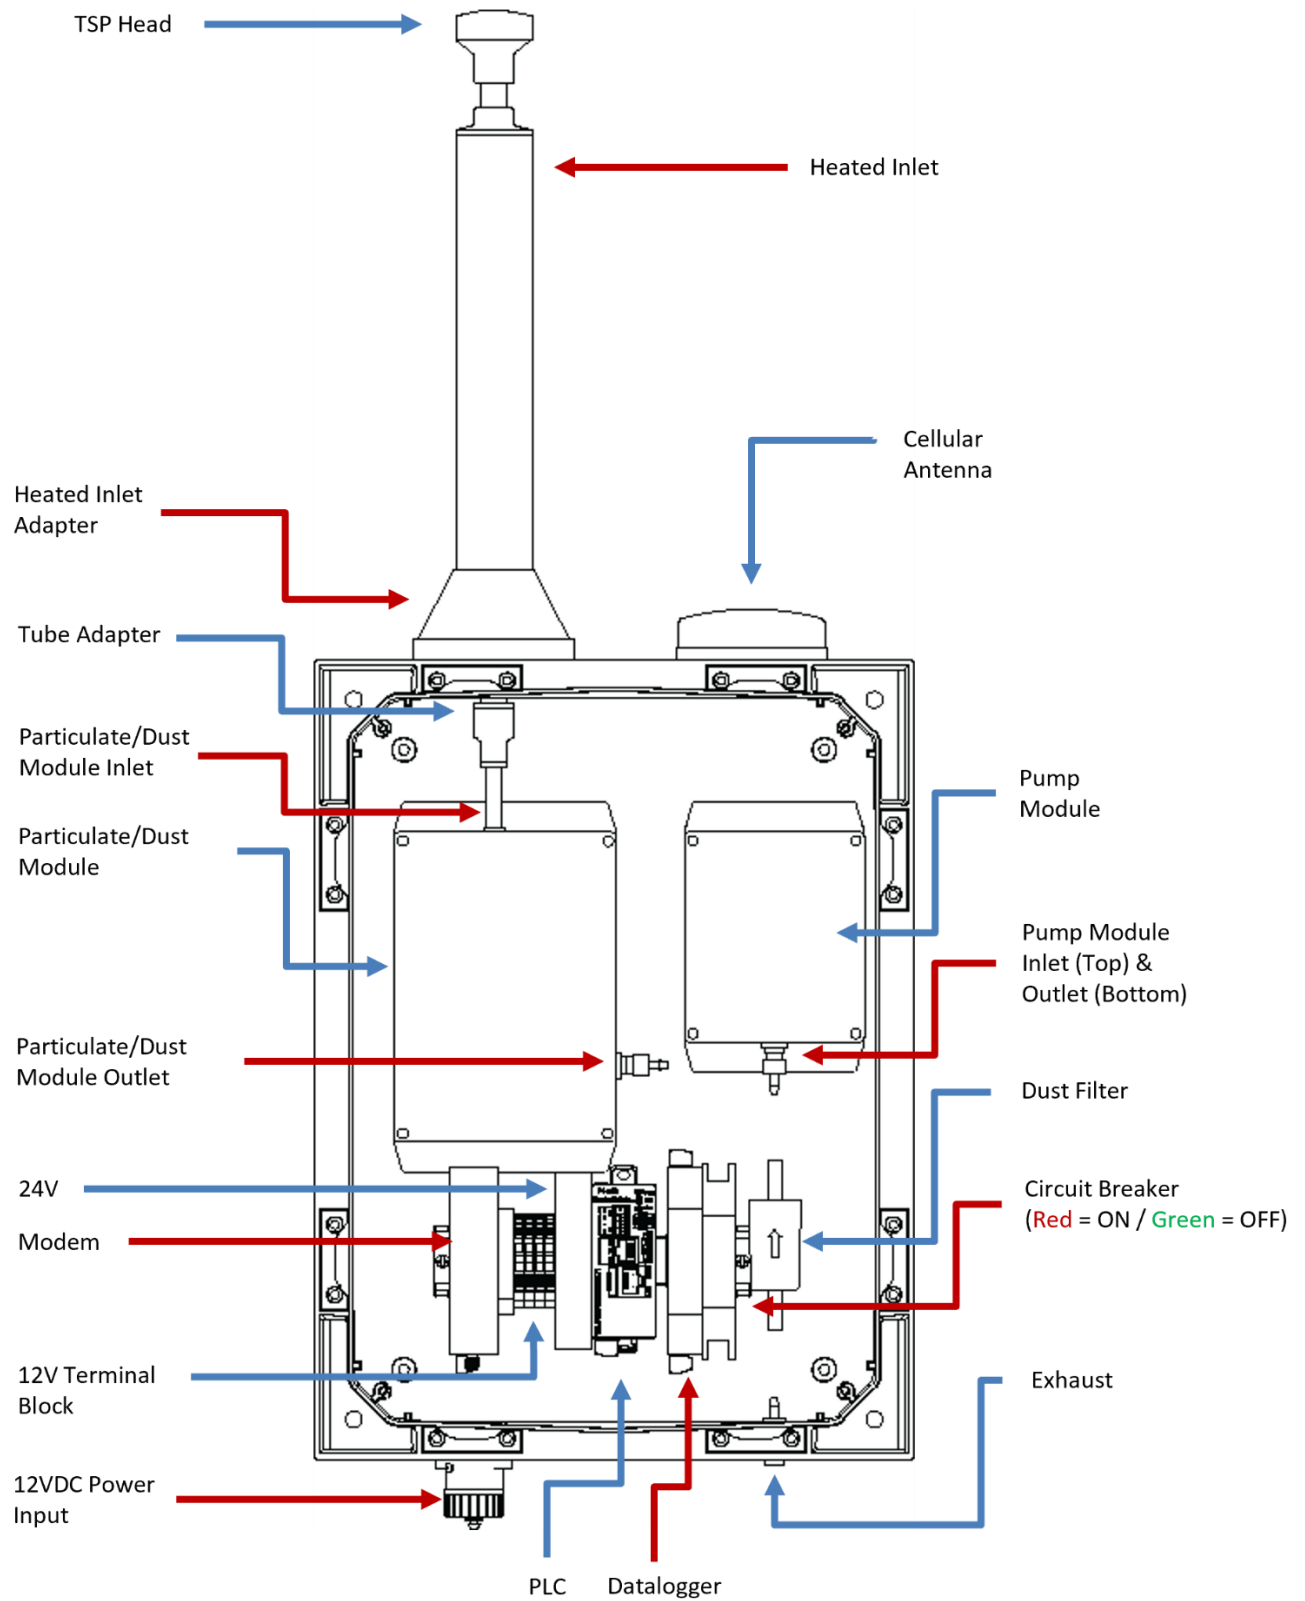 TSP Head
Heated Inlet
Cellular
Antenna
Heated Inlet
Adapter
Tube Adapter
Particulate/Dust
Module Inlet
Pump
Module
Particulate/Dust
Module
Pump Module
Inlet (Top) &
Outlet (Bottom)
Particulate/Dust
Module Outlet
Dust Filter
24V
Circuit Breaker
(Red = ON / Green = OFF)
Modem
12V Terminal
Block
Exhaust
12VDC Power
Input
PLC
Datalogger